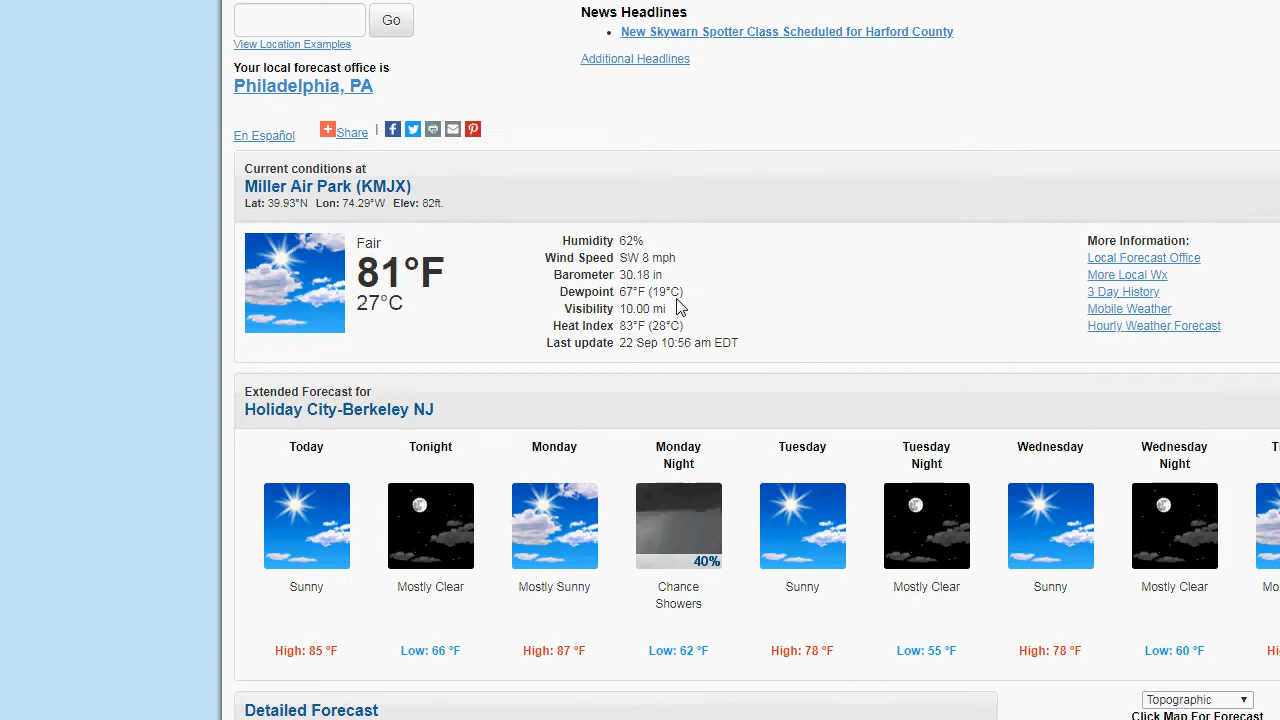 Go
View Location Examples
Your local forecast office is
Philadelphia, PA
News Headlines
New Skywarn Spotter Class Scheduled for Harford County
Additional Headlines
En Español
Share |
Current conditions at
Miller Air Park (KMJX)
Lat: 39.93°N Lon: 74.29°W Elev: 82ft.
Fair
81°F
27°C
Humidity 62%
Wind Speed SW 8 mph
Barometer 30.18 in
Dewpoint 67°F (19°C)
Visibility 10.00 mi
Heat Index 83°F (28°C)
Last update 22 Sep 10:56 am EDT
More Information:
Local Forecast Office
More Local Wx
3 Day History
Mobile Weather
Hourly Weather Forecast
Extended Forecast for
Holiday City-Berkeley NJ
Today
Sunny
High: 85 °F
Tonight
Mostly Clear
Low: 66 °F
Monday
Mostly Sunny
High: 87 °F
Monday
Night
40%
Chance
Showers
Low: 62 °F
Tuesday
Sunny
High: 78 °F
Tuesday
Night
Mostly Clear
Low: 55 °F
Wednesday
Sunny
High: 78 °F
Wednesday
Night
Mostly Clear
Low: 60 °F
Detailed Forecast
Topographic
Click Map For Forecast